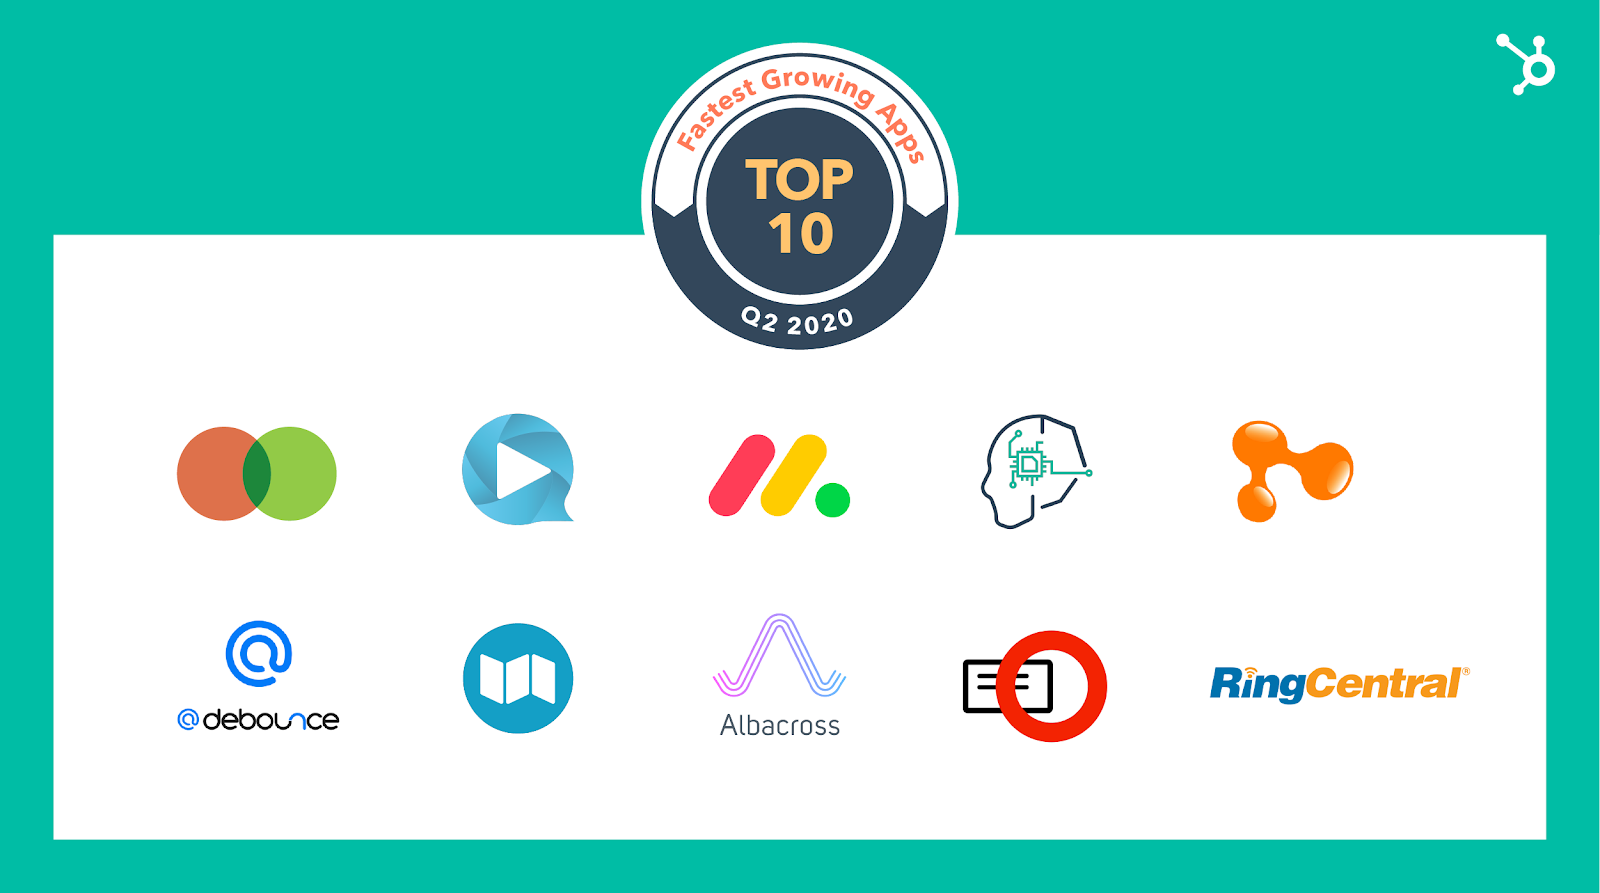 Fastest Growing Apps
TOP
10
Q2 2020
@debounce
Albacross
RingCentral®